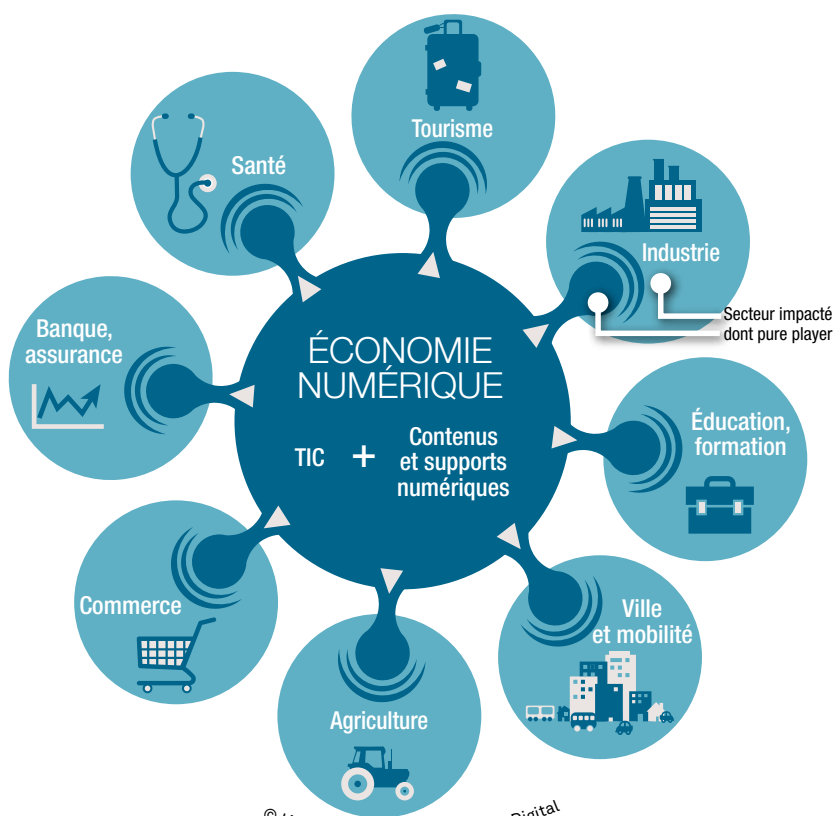 Tourisme
Santé
Industrie
Secteur impacté
dont pure player
Banque,
assurance
ÉCONOMIE
NUMÉRIQUE
TIC + Contenus
et supports
numériques
Éducation,
formation
Commerce
Ville
et mobilité
Agriculture
©
Digital